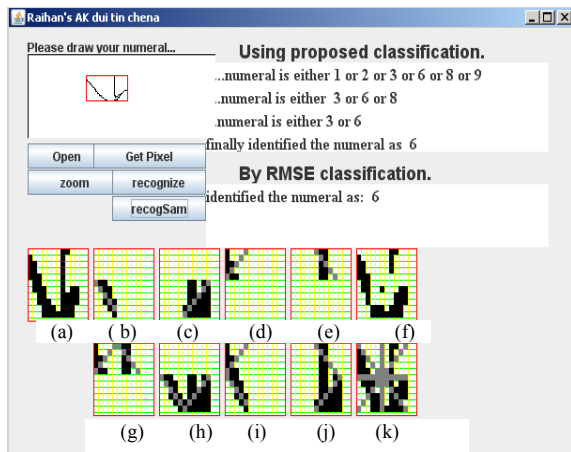 Raihan's AK dui tin chena
Please draw your numeral...
Using proposed classification.
...numeral is either 1 or 2 or 3 or 6 or 8 or 9
...numeral is either 3 or 6 or 8
...numeral is either 3 or 6
finally identified the numeral as 6
By RMSE classification.
identified the numeral as: 6
Open Get Pixel
zoom recognize
recogSam
(a) ( b) (c) (d) (e) (f)
(g) (h) (i) (j) (k)